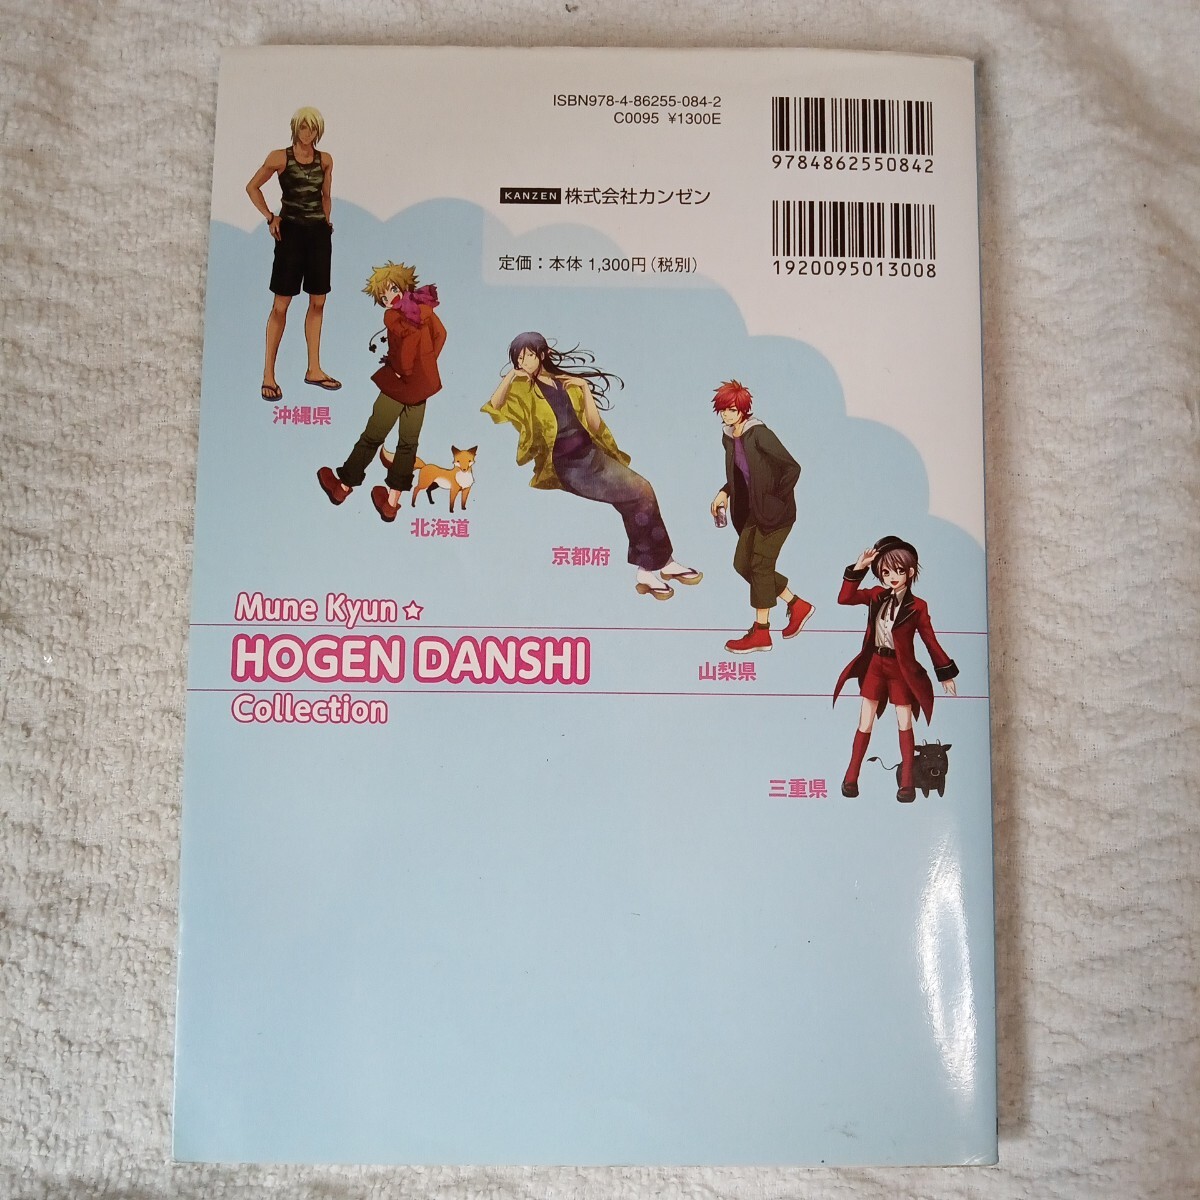 ISBN978-4-86255-084-2
C0095 ¥1300E
9784862550842
KANZEN 株式会社カンゼン
定価：本体1,300円（税別）
1920095013008
沖縄県
北海道
京都府
山梨県
三重県
Mune Kyun☆
HOGEN DANSHI
Collection